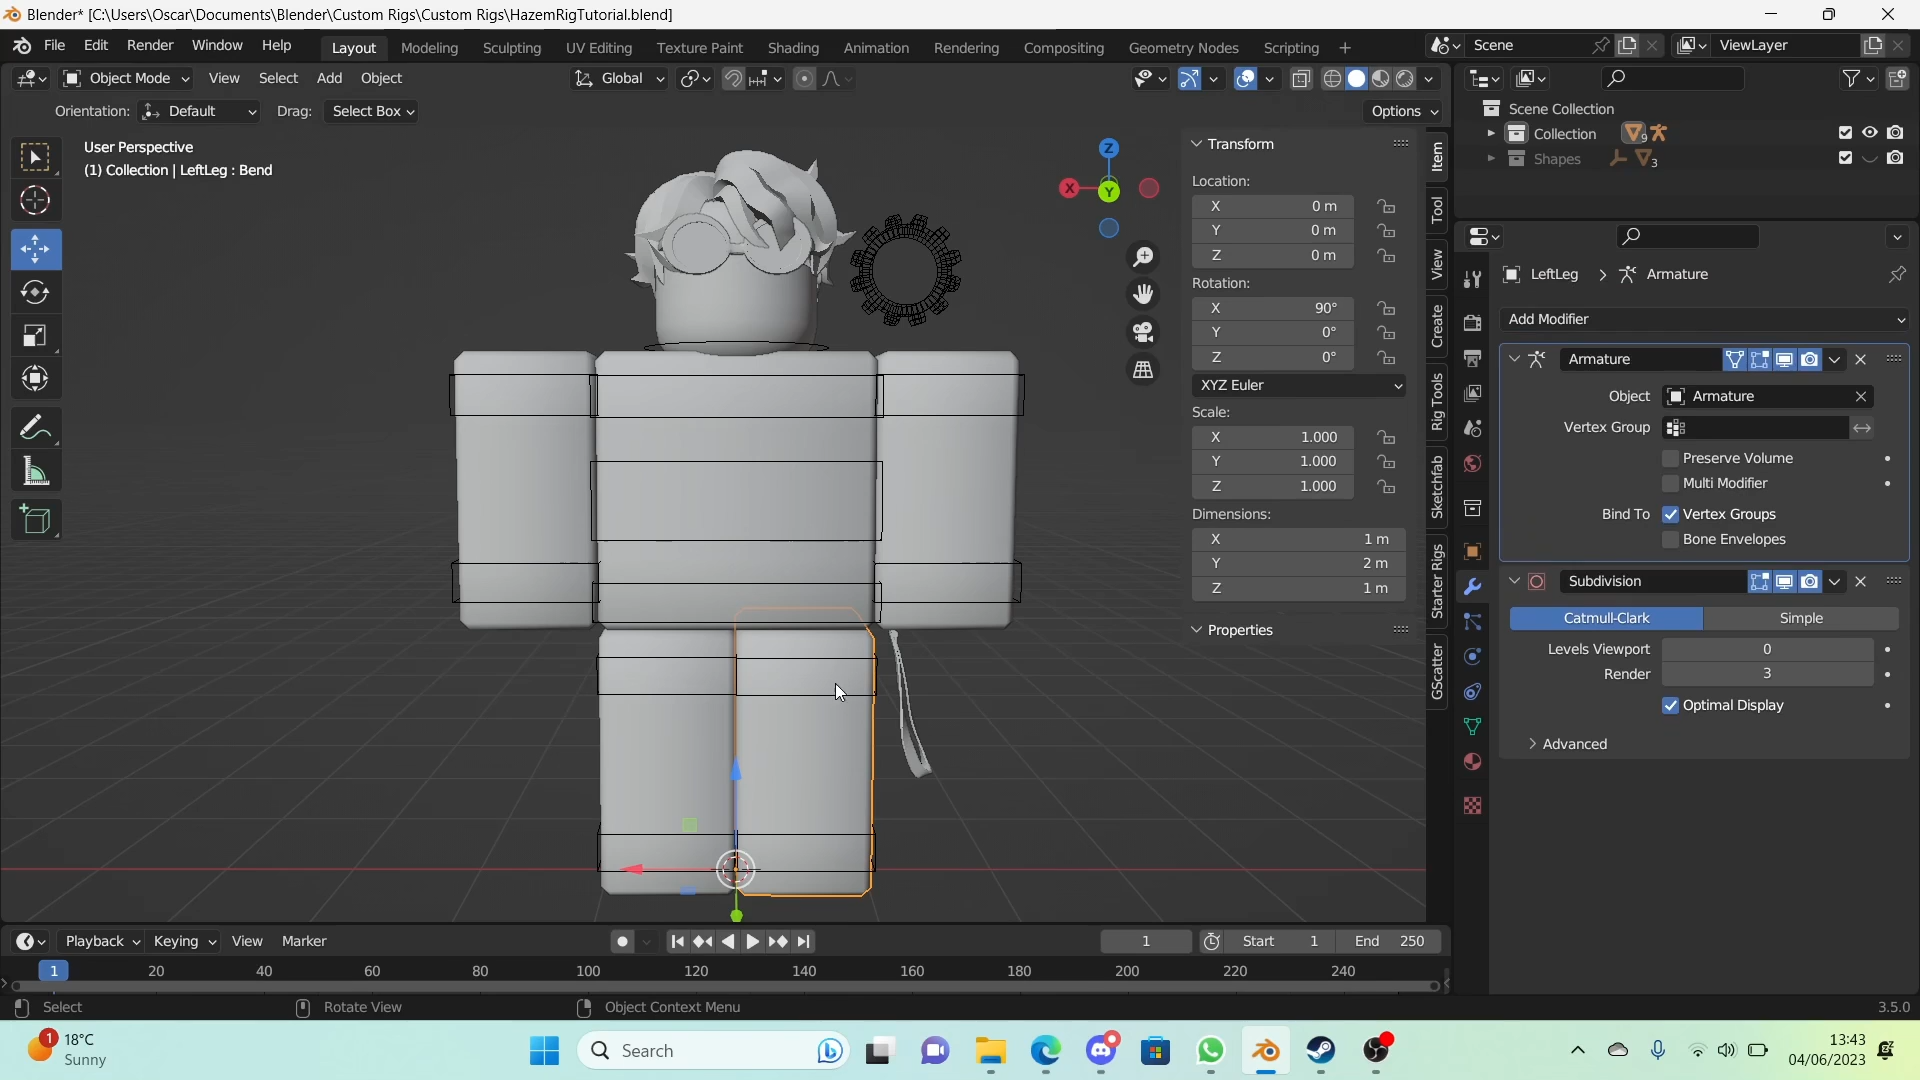 Blender* [C:\Users\Oscar\Documents\Blender\Custom Rigs\Custom Rigs\HazemRigTutorial.blend]
File Edit Render Window Help Layout Modeling Sculpting UV Editing Texture Paint Shading Animation Rendering Compositing Geometry Nodes Scripting + Scene ViewLayer
Object Mode View Select Add Object Global
Orientation: Default Drag: Select Box Options
User Perspective
(1) Collection | LeftLeg : Bend
Z
X
Y
Transform
Location:
X 0 m
Y 0 m
Z 0 m
Rotation:
X 90°
Y 0°
Z 0°
XYZ Euler
Scale:
X 1.000
Y 1.000
Z 1.000
Dimensions:
X 1 m
Y 2 m
Z 1 m
Properties
Item
Tool
View
Create
Rig Tools
Sketchfab
Starter Rigs
GScatter
Scene Collection
Collection 9
Shapes 3
LeftLeg Armature
Add Modifier
Armature
Object Armature
Vertex Group
Preserve Volume
Multi Modifier
Bind To Vertex Groups
Bone Envelopes
Subdivision
Catmull-Clark Simple
Levels Viewport 0
Render 3
Optimal Display
Advanced
Playback Keying View Marker 1 Start 1 End 250
1 20 40 60 80 100 120 140 160 180 200 220 240
Select Rotate View Object Context Menu 3.5.0
1 18°C
Sunny
Search
13:43
04/06/2023